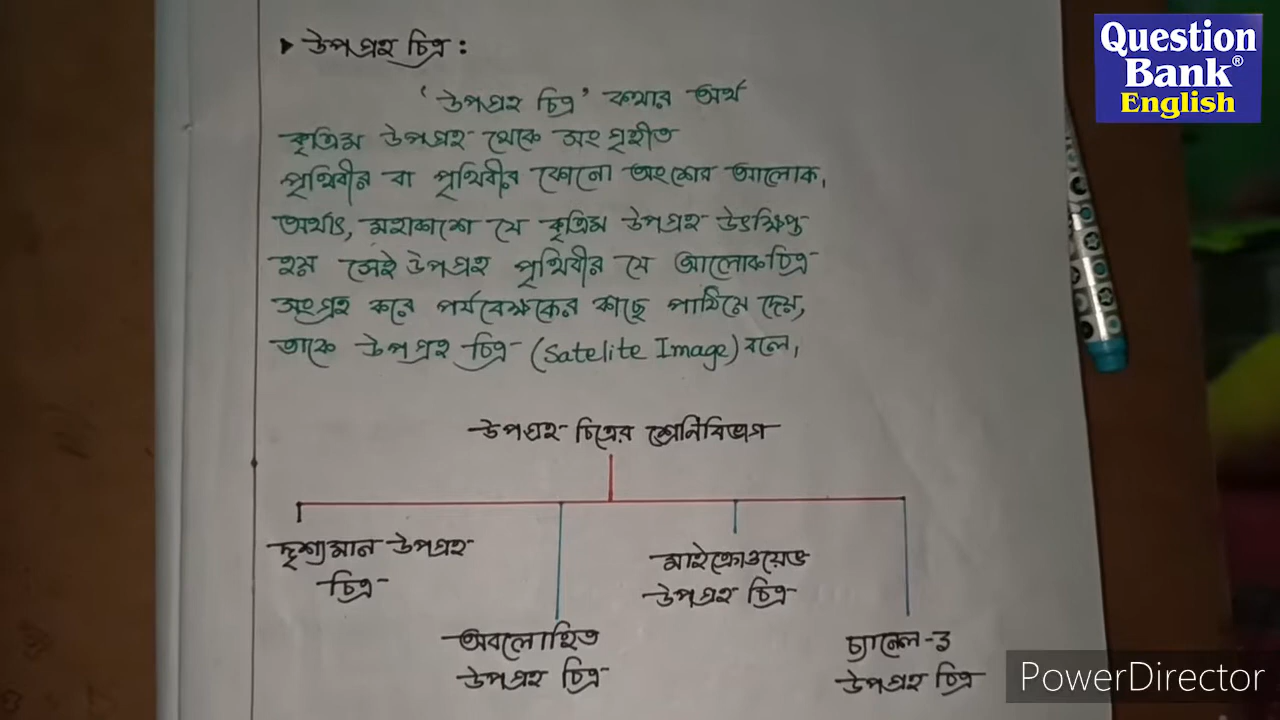 Question
Bank®
English
▶ উপগ্রহ চিত্র :
'উপগ্রহ চিত্র' কথার অর্থ
কৃত্রিম উপগ্রহ থেকে সংগৃহীত
পৃথিবীর বা পৃথিবীর কোনো অংশের আলোক।
অর্থাৎ, মহাকাশে যে কৃত্রিম উপগ্রহ উৎক্ষিপ্ত
হয় সেই উপগ্রহ পৃথিবীর যে আলোকচিত্র
সংগ্রহ করে পর্যবেক্ষকের কাছে পাঠিয়ে দেয়,
তাকে উপগ্রহ চিত্র (Satelite Image) বলে।
উপগ্রহ চিত্রের শ্রেণিবিভাগ
দৃশ্যমান উপগ্রহ
চিত্র
মাইক্রোওয়েভ
উপগ্রহ চিত্র
অবলোহিত
উপগ্রহ চিত্র
চ্যানেল-3
উপগ্রহ চিত্র
PowerDirector